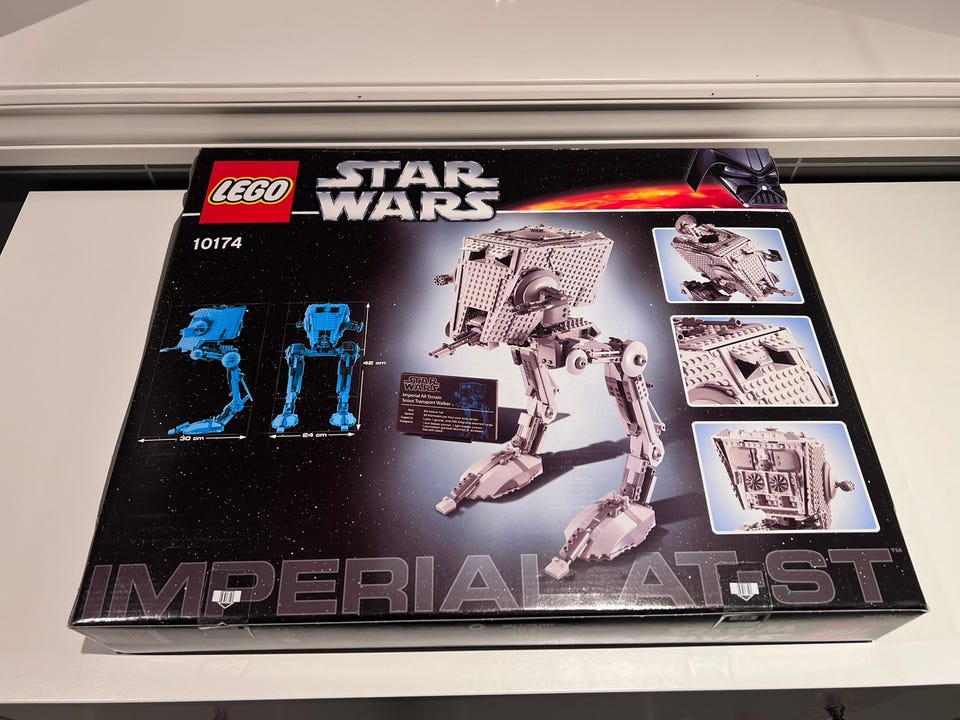 LEGO
STAR
WARS
10174
42 cm
30 cm
24 cm
STAR
WARS
Imperial All Terrain
Scout Transport Walker
IMPERIAL AT-ST™